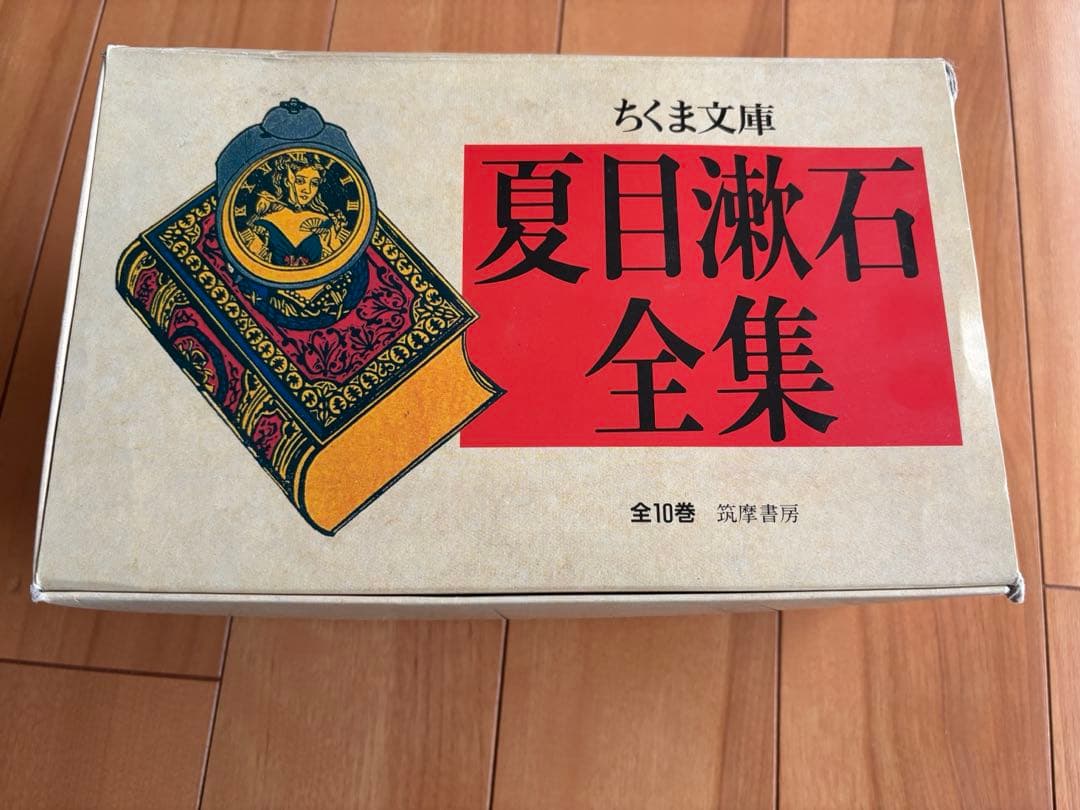 ちくま文庫
夏目漱石
全集
全10巻 筑摩書房